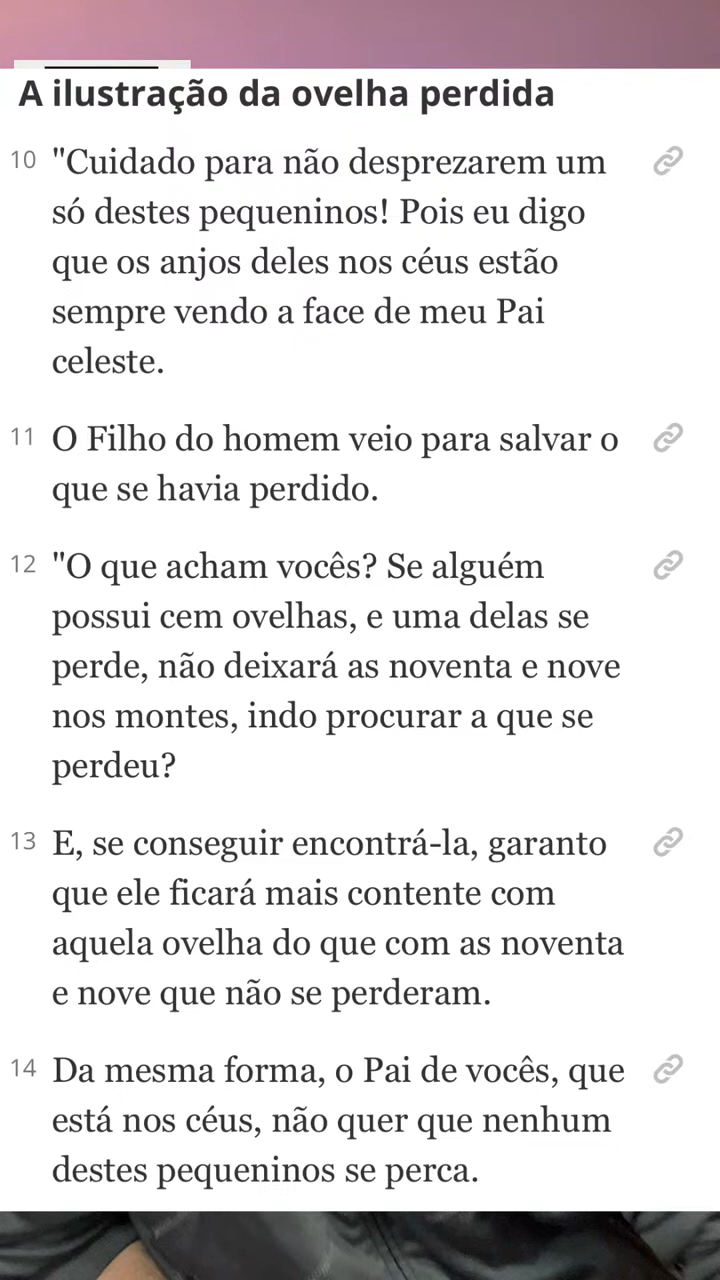 A ilustração da ovelha perdida
10 "Cuidado para não desprezarem um
só destes pequeninos! Pois eu digo
que os anjos deles nos céus estão
sempre vendo a face de meu Pai
celeste.
11 O Filho do homem veio para salvar o
que se havia perdido.
12 "O que acham vocês? Se alguém
possui cem ovelhas, e uma delas se
perde, não deixará as noventa e nove
nos montes, indo procurar a que se
perdeu?
13 E, se conseguir encontrá-la, garanto
que ele ficará mais contente com
aquela ovelha do que com as noventa
e nove que não se perderam.
14 Da mesma forma, o Pai de vocês, que
está nos céus, não quer que nenhum
destes pequeninos se perca.